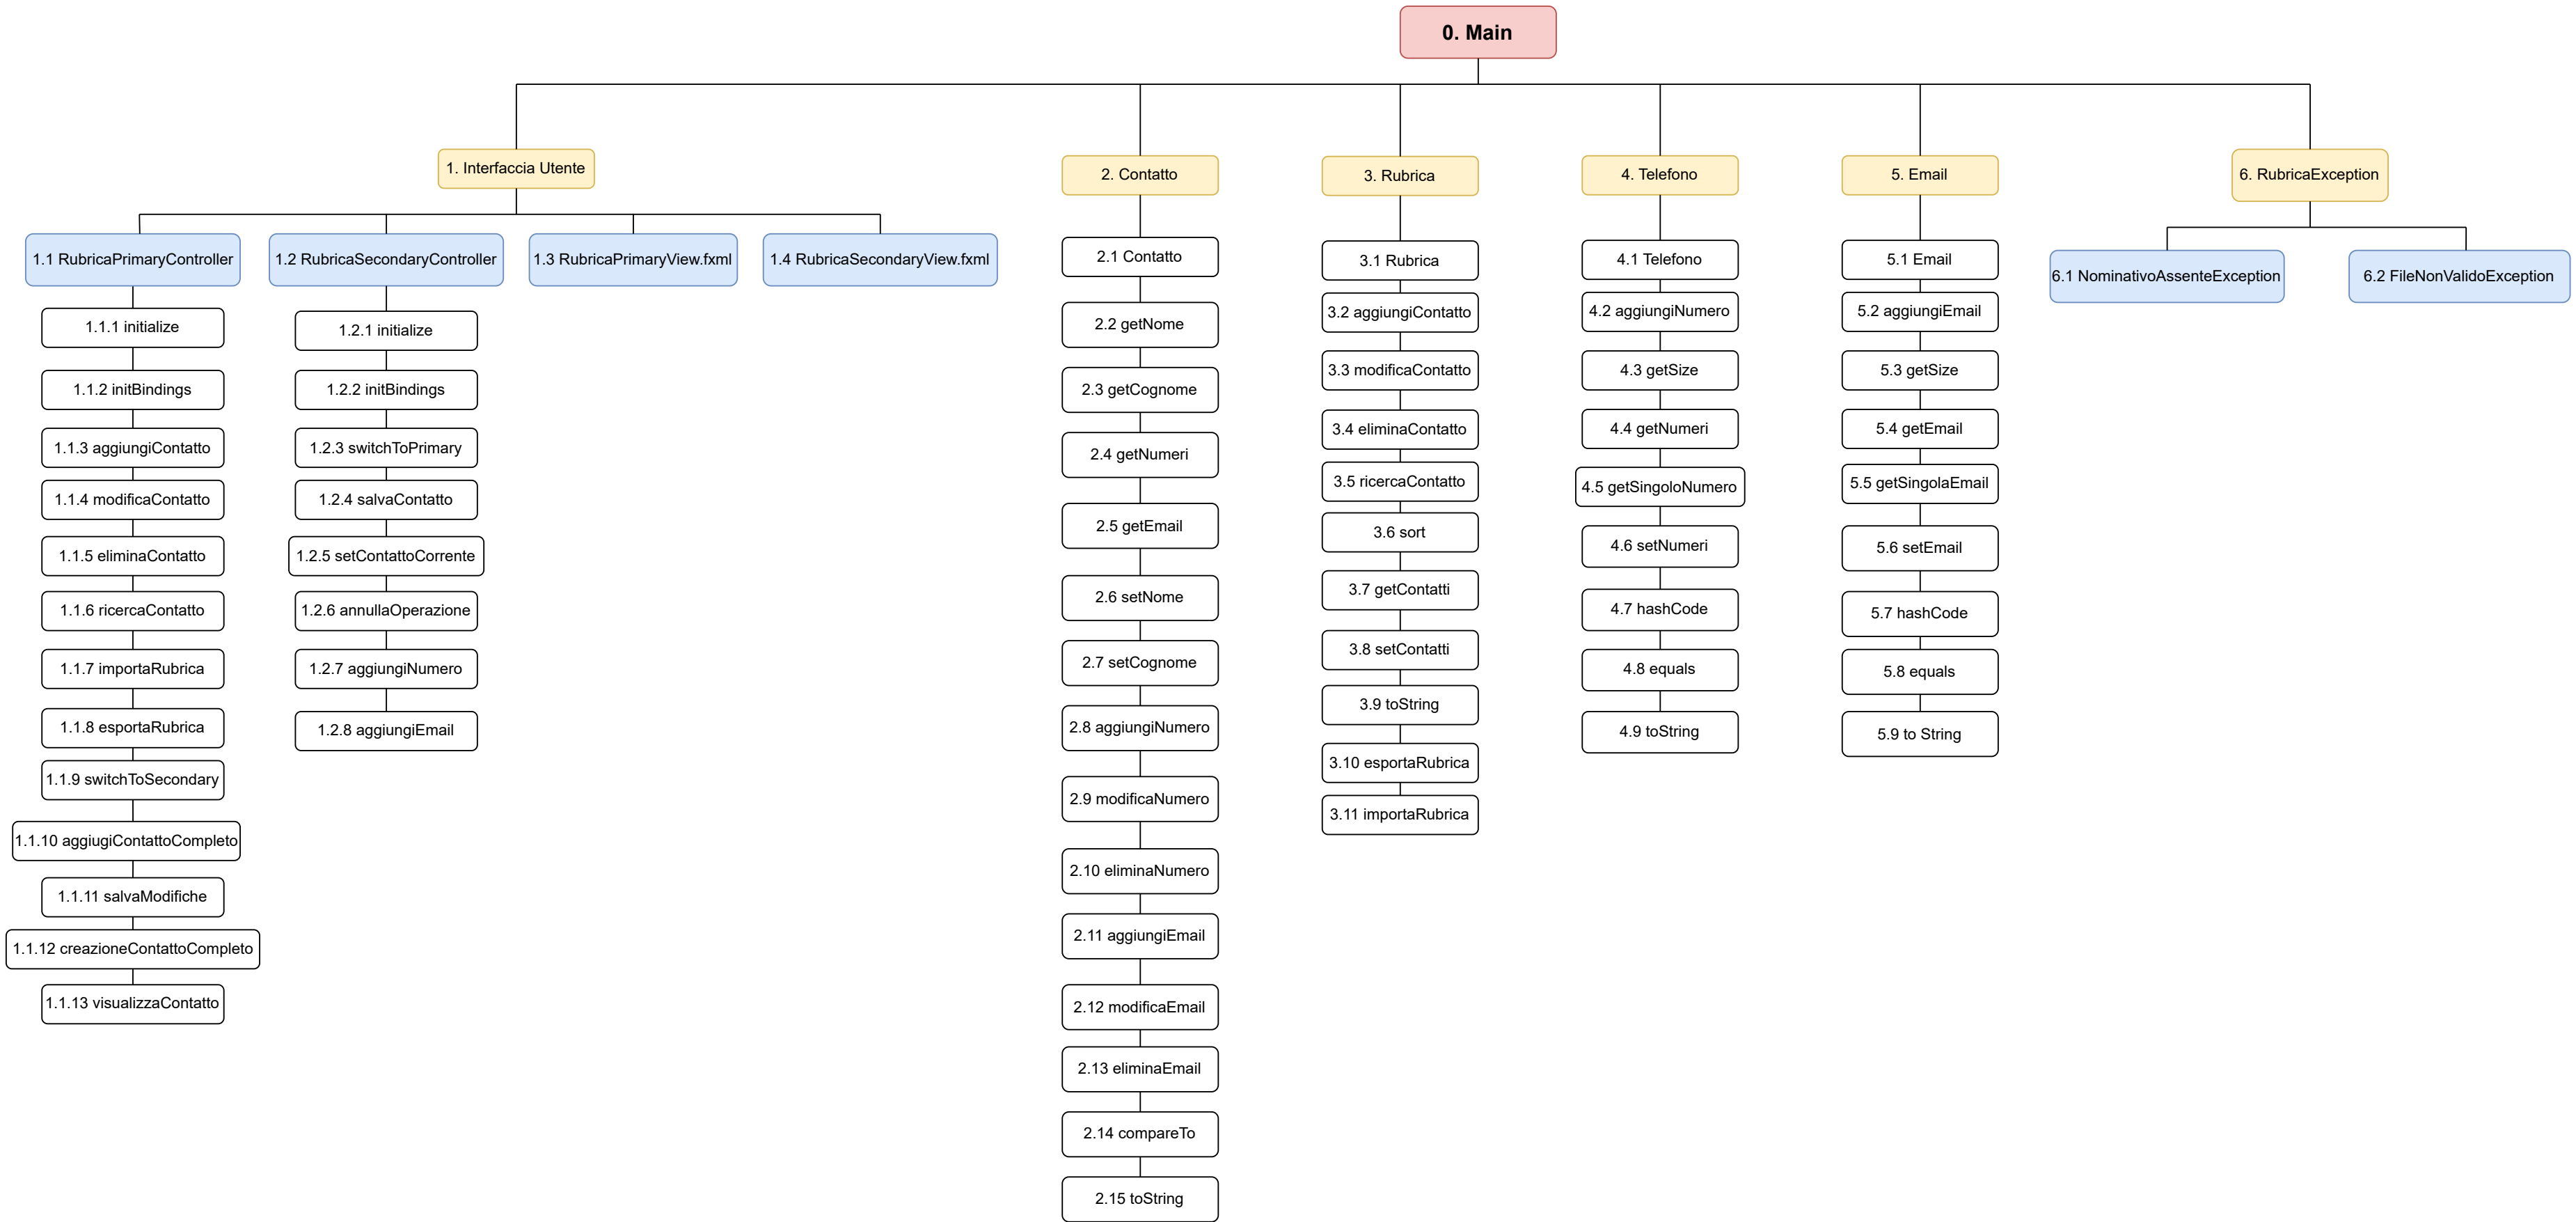 0. Main
1. Interfaccia Utente
2. Contatto
3. Rubrica
4. Telefono
5. Email
6. RubricaException
1.1 RubricaPrimaryController
1.2 RubricaSecondaryController
1.3 RubricaPrimaryView.fxml
1.4 RubricaSecondaryView.fxml
1.1.1 initialize
1.1.2 initBindings
1.1.3 aggiungiContatto
1.1.4 modificaContatto
1.1.5 eliminaContatto
1.1.6 ricercaContatto
1.1.7 importaRubrica
1.1.8 esportaRubrica
1.1.9 switchToSecondary
1.1.10 aggiugiContattoCompleto
1.1.11 salvaModifiche
1.1.12 creazioneContattoCompleto
1.1.13 visualizzaContatto
1.2.1 initialize
1.2.2 initBindings
1.2.3 switchToPrimary
1.2.4 salvaContatto
1.2.5 setContattoCorrente
1.2.6 annullaOperazione
1.2.7 aggiungiNumero
1.2.8 aggiungiEmail
2.1 Contatto
2.2 getNome
2.3 getCognome
2.4 getNumeri
2.5 getEmail
2.6 setNome
2.7 setCognome
2.8 aggiungiNumero
2.9 modificaNumero
2.10 eliminaNumero
2.11 aggiungiEmail
2.12 modificaEmail
2.13 eliminaEmail
2.14 compareTo
2.15 toString
3.1 Rubrica
3.2 aggiungiContatto
3.3 modificaContatto
3.4 eliminaContatto
3.5 ricercaContatto
3.6 sort
3.7 getContatti
3.8 setContatti
3.9 toString
3.10 esportaRubrica
3.11 importaRubrica
4.1 Telefono
4.2 aggiungiNumero
4.3 getSize
4.4 getNumeri
4.5 getSingoloNumero
4.6 setNumeri
4.7 hashCode
4.8 equals
4.9 toString
5.1 Email
5.2 aggiungiEmail
5.3 getSize
5.4 getEmail
5.5 getSingolaEmail
5.6 setEmail
5.7 hashCode
5.8 equals
5.9 to String
6.1 NominativoAssenteException
6.2 FileNonValidoException